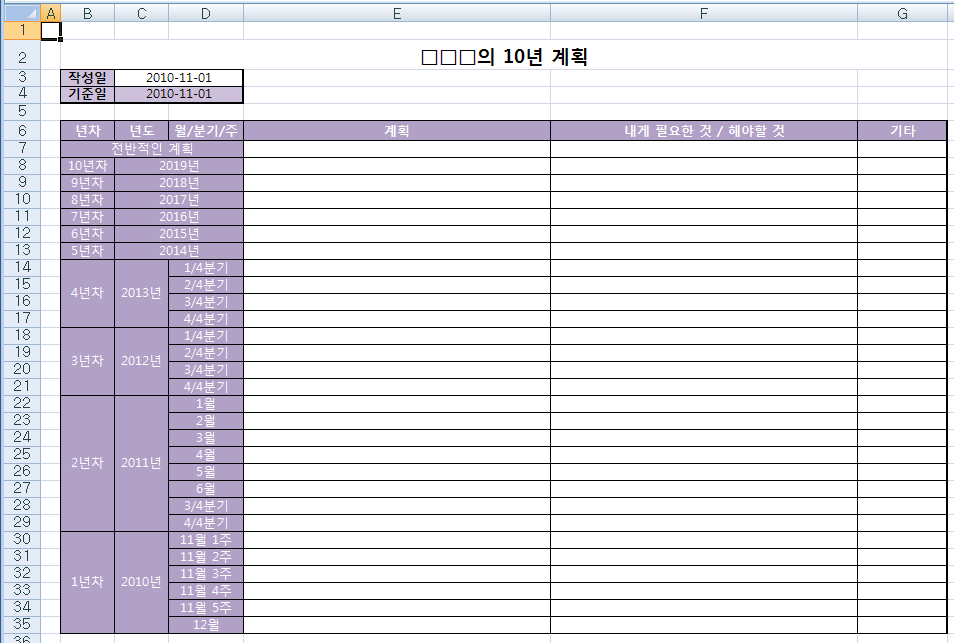 A B C D E F G
1
2 □□□의 10년 계획
3 작성일 2010-11-01
4 기준일 2010-11-01
5
6 년차 년도 월/분기/주 계획 내게 필요한 것 / 해야할 것 기타
7 전반적인 계획
8 10년차 2019년
9 9년차 2018년
10 8년차 2017년
11 7년차 2016년
12 6년차 2015년
13 5년차 2014년
14 1/4분기
15 4년차 2013년 2/4분기
16 3/4분기
17 4/4분기
18 1/4분기
19 3년차 2012년 2/4분기
20 3/4분기
21 4/4분기
22 1월
23 2월
24 3월
25 2년차 2011년 4월
26 5월
27 6월
28 3/4분기
29 4/4분기
30 11월 1주
31 11월 2주
32 1년차 2010년 11월 3주
33 11월 4주
34 11월 5주
35 12월
36